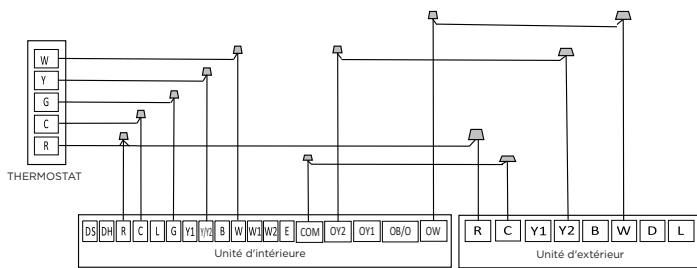 W
Y
G
C
R
THERMOSTAT
DS DH R C L G Y1 Y/Y2 B W W1 W2 E COM OY2 OY1 OB/O OW
Unité d'intérieure
R C Y1 Y2 B W D L
Unité d'extérieur